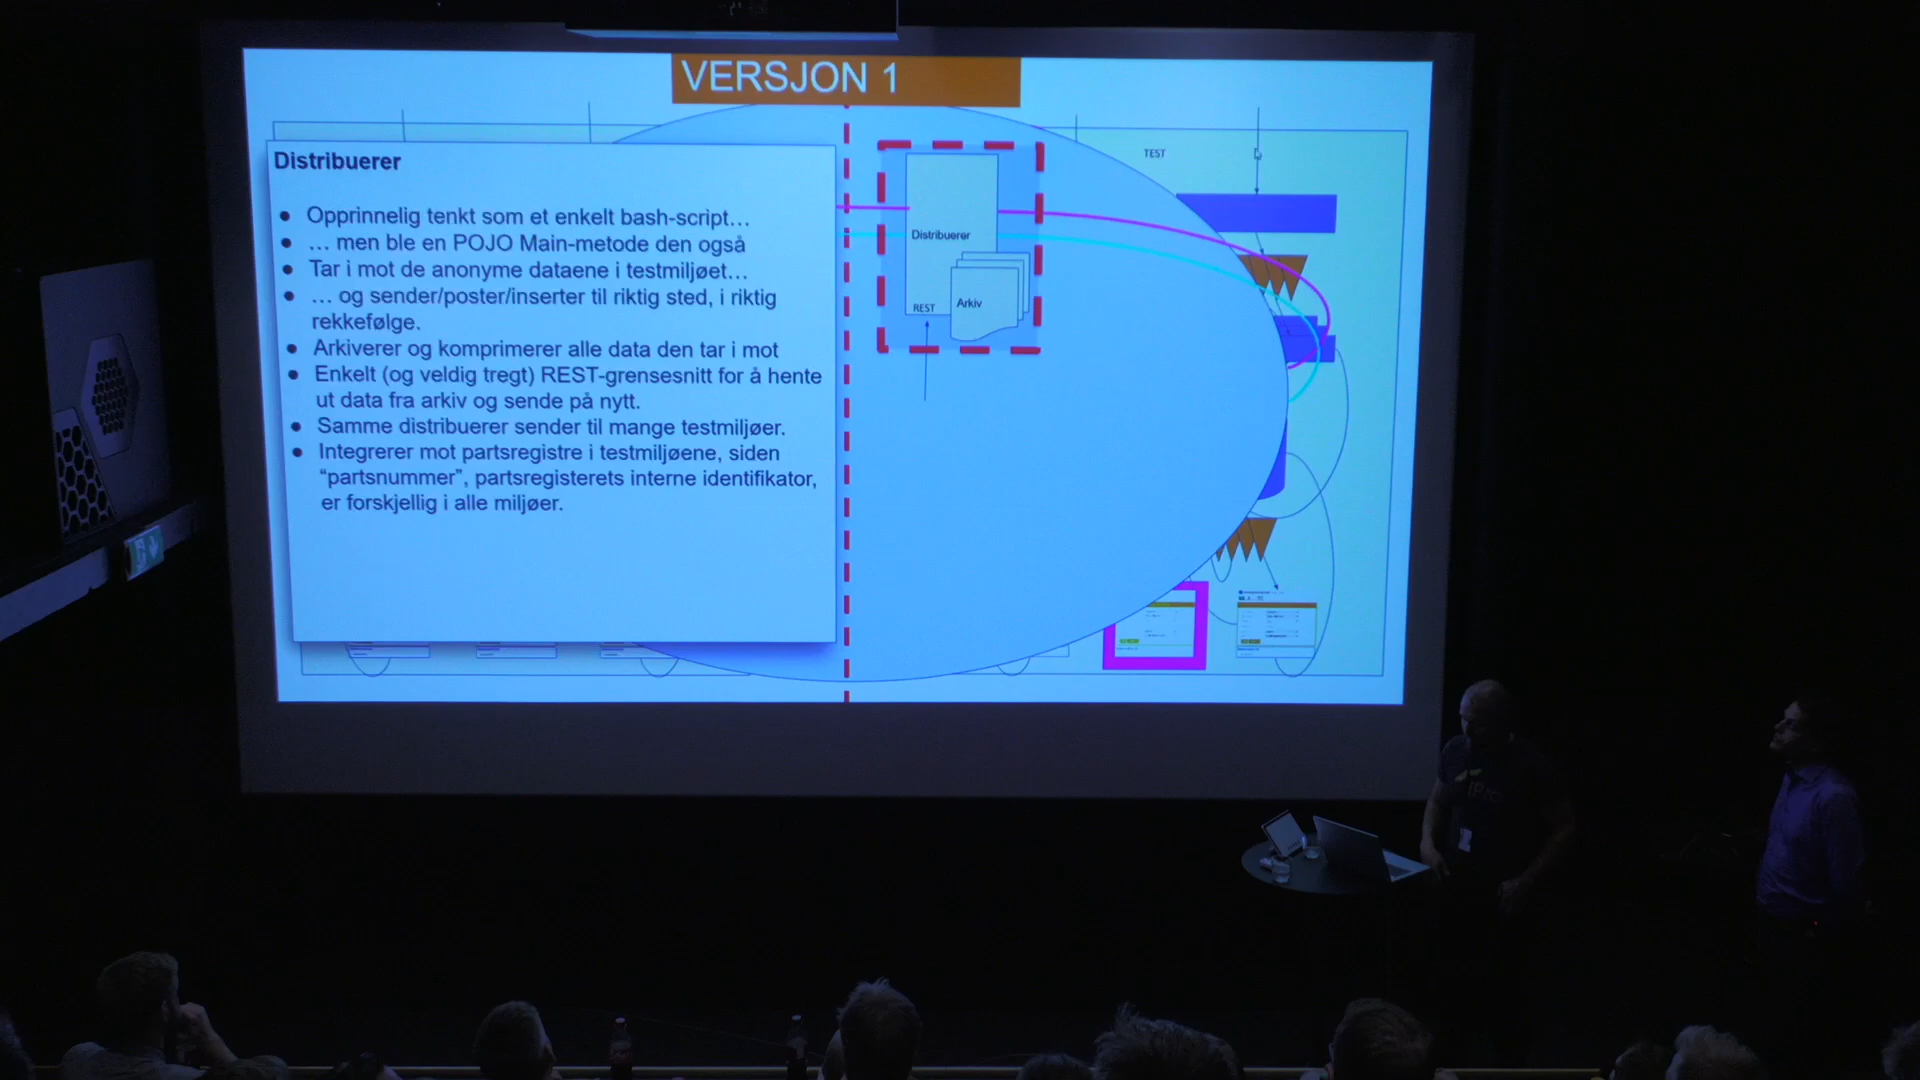 VERSJON 1
Distribuerer
Opprinnelig tenkt som et enkelt bash-script…
… men ble en POJO Main-metode den også
Tar i mot de anonyme dataene i testmiljøet…
… og sender/poster/inserter til riktig sted, i riktig
rekkefølge.
Arkiverer og komprimerer alle data den tar i mot
Enkelt (og veldig tregt) REST-grensesnitt for å hente
ut data fra arkiv og sende på nytt.
Samme distribuerer sender til mange testmiljøer.
Integrerer mot partsregistre i testmiljøene, siden
“partsnummer”, partsregisterets interne identifikator,
er forskjellig i alle miljøer.
Distribuerer
REST
Arkiv
TEST